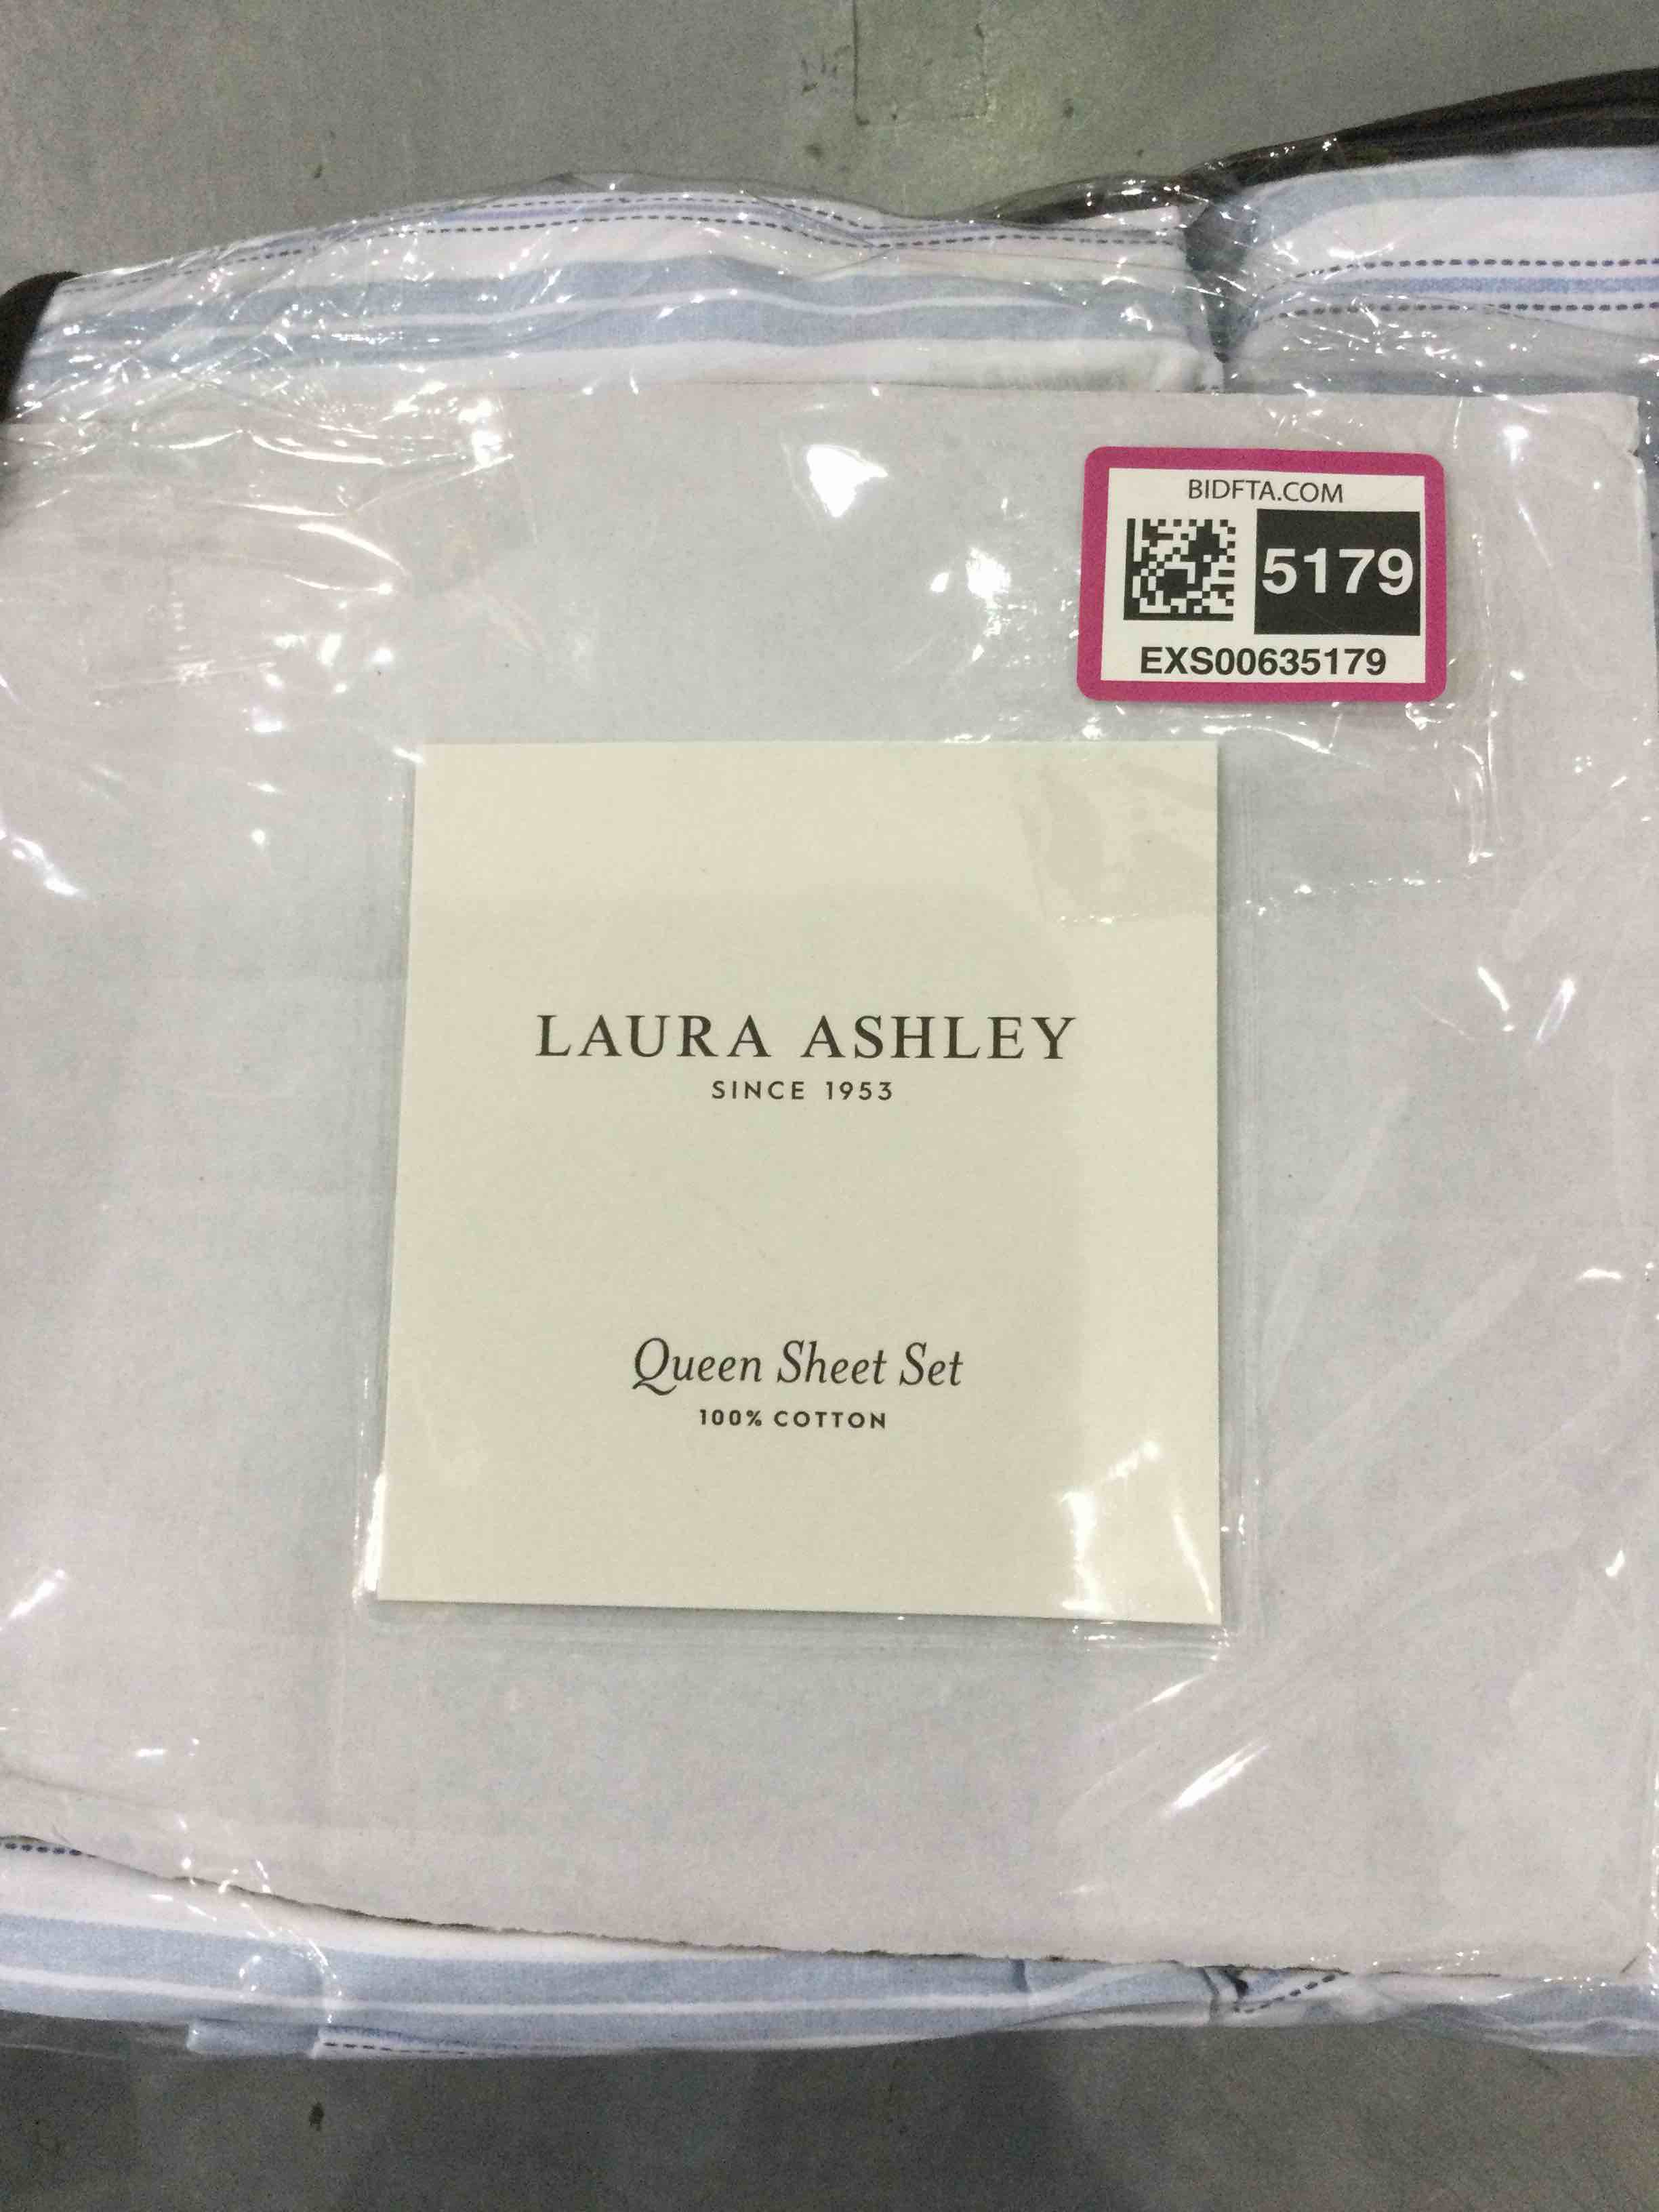 BIDFTA.COM
5179
EXS00635179
LAURA ASHLEY
SINCE 1953
Queen Sheet Set
100% COTTON